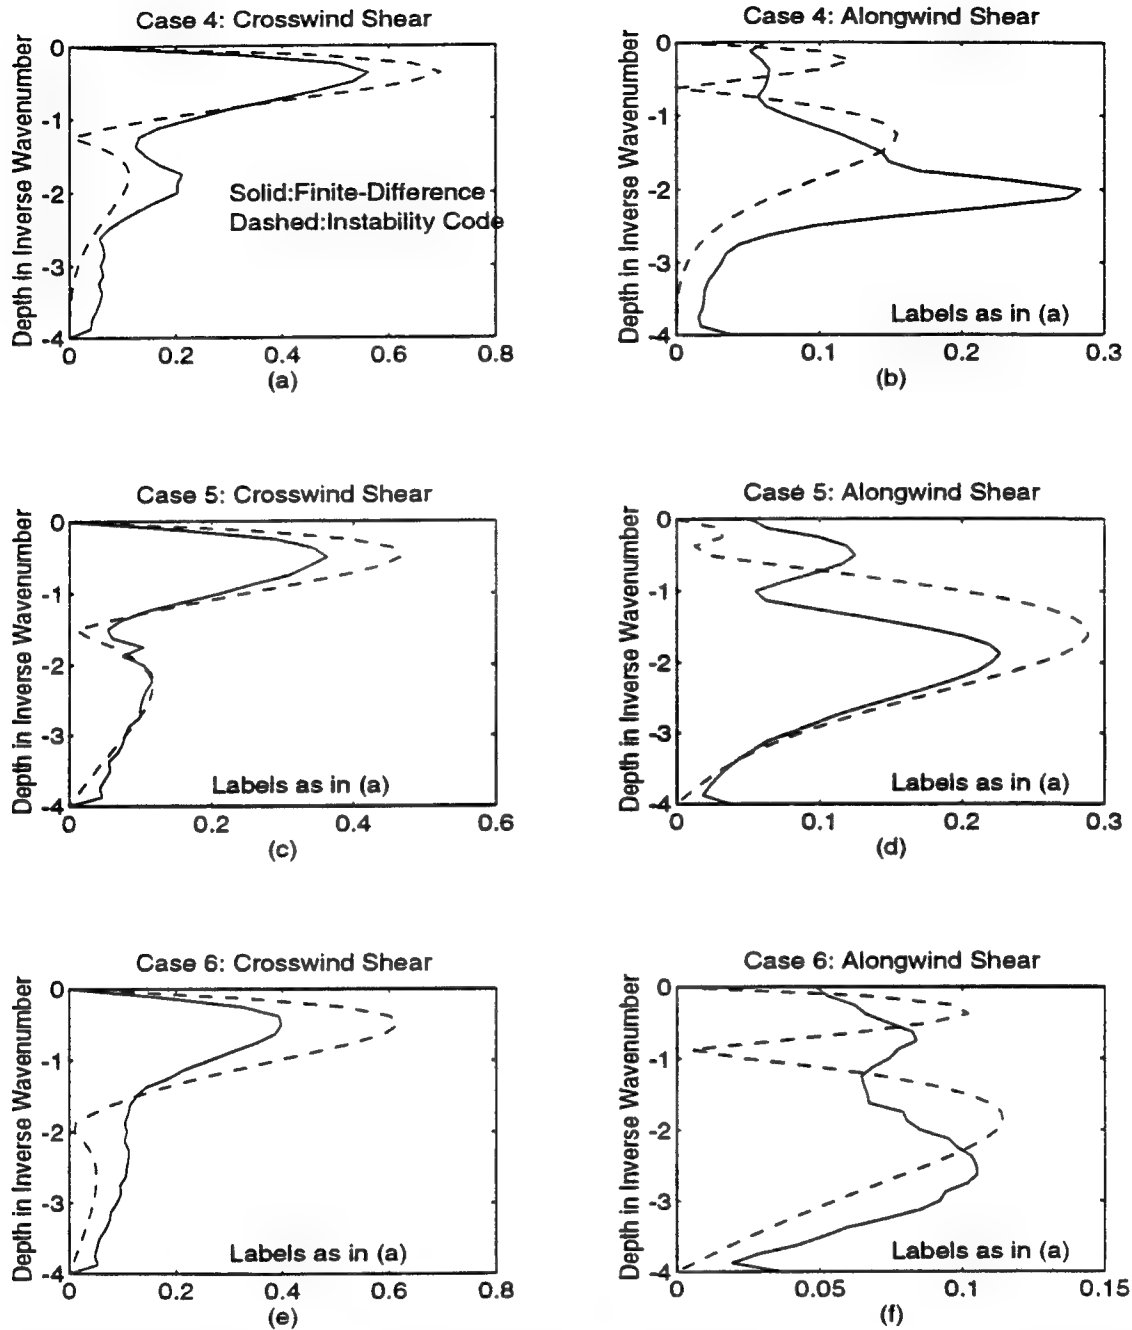 Case 4: Crosswind Shear
Depth in Inverse Wavenumber
0
-1
-2
-3
-4
Solid:Finite-Difference
Dashed:Instability Code
0 0.2 0.4 0.6 0.8
(a)
Case 4: Alongwind Shear
Depth in Inverse Wavenumber
0
-1
-2
-3
-4
Labels as in (a)
0 0.1 0.2 0.3
(b)
Case 5: Crosswind Shear
Depth in Inverse Wavenumber
0
-1
-2
-3
-4
Labels as in (a)
0 0.2 0.4 0.6
(c)
Case 5: Alongwind Shear
Depth in Inverse Wavenumber
0
-1
-2
-3
-4
Labels as in (a)
0 0.1 0.2 0.3
(d)
Case 6: Crosswind Shear
Depth in Inverse Wavenumber
0
-1
-2
-3
-4
Labels as in (a)
0 0.2 0.4 0.6 0.8
(e)
Case 6: Alongwind Shear
Depth in Inverse Wavenumber
0
-1
-2
-3
-4
Labels as in (a)
0 0.05 0.1 0.15
(f)